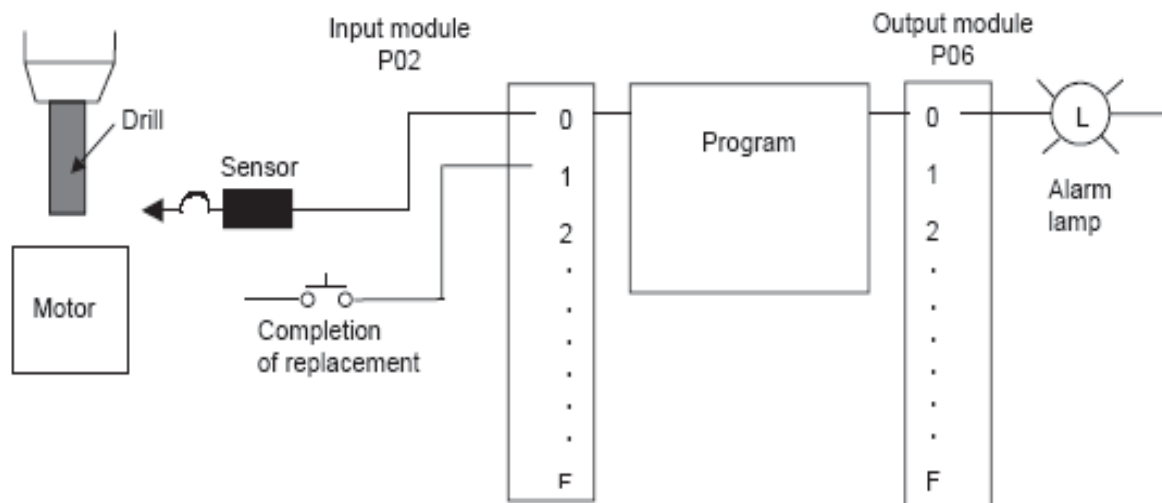 Input module
P02
Output module
P06
Drill
Sensor
Motor
Completion
of replacement
0
1
2
.
.
.
.
.
.
F
Program
0
1
2
.
.
.
.
.
.
F
L
Alarm
lamp